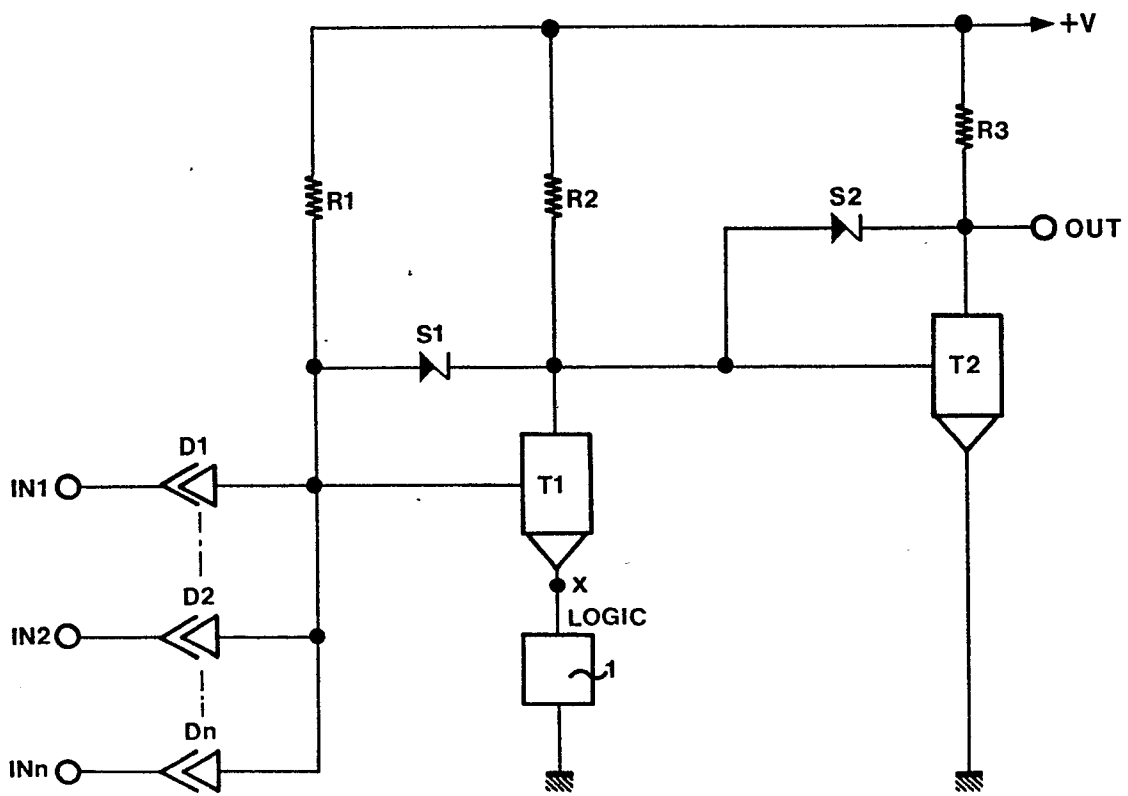 +V
R1
R2
R3
S2
OUT
S1
T2
D1
IN1
T1
D2
X
LOGIC
IN2
1
Dn
INn